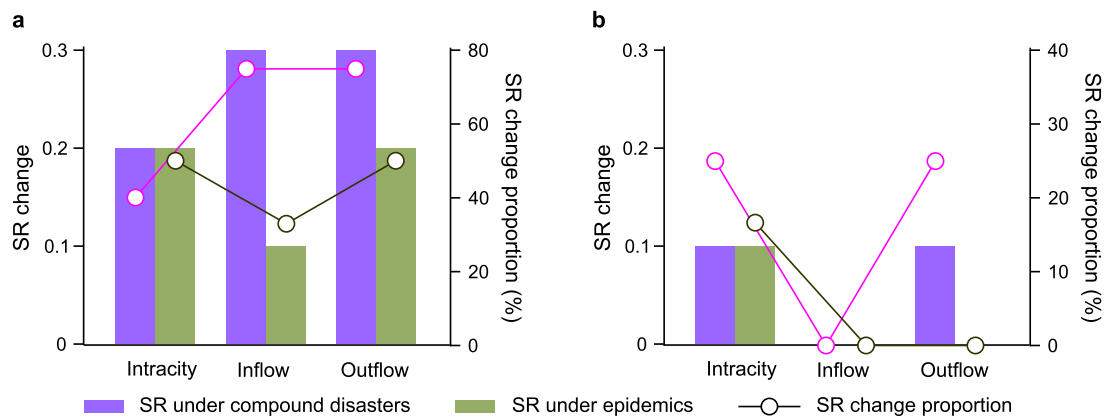 a
b
0.3
0.2
0.1
0
SR change
80
60
40
20
0
SR change proportion (%)
Intracity
Inflow
Outflow
0.3
0.2
0.1
0
SR change
40
30
20
10
0
SR change proportion (%)
Intracity
Inflow
Outflow
SR under compound disasters
SR under epidemics
SR change proportion